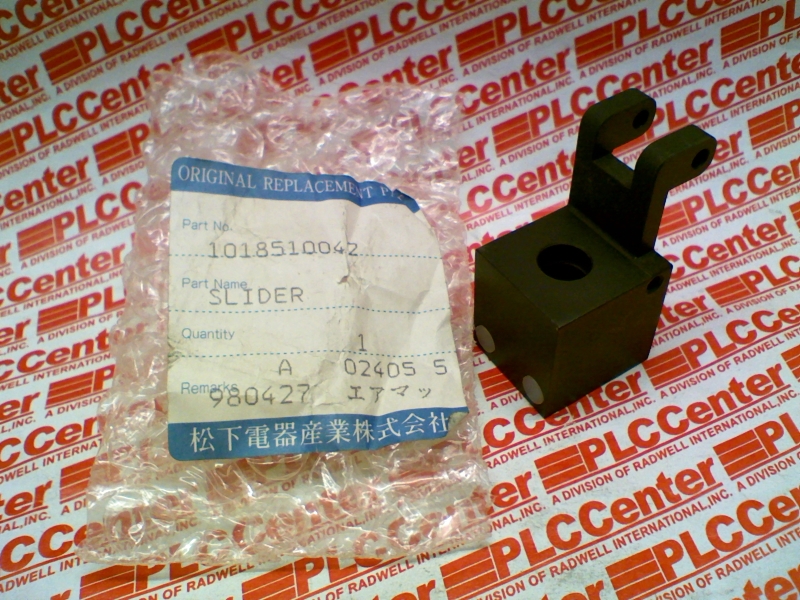 ORIGINAL REPLACEMENT
Part No.
1018510042
Part Name
SLIDER
Quantity
1
A 02405 5
Remarks
980427 エアマッ
松下電器産業株式会社
PLCCenter
A DIVISION OF RADWELL INTERNATIONAL, INC.